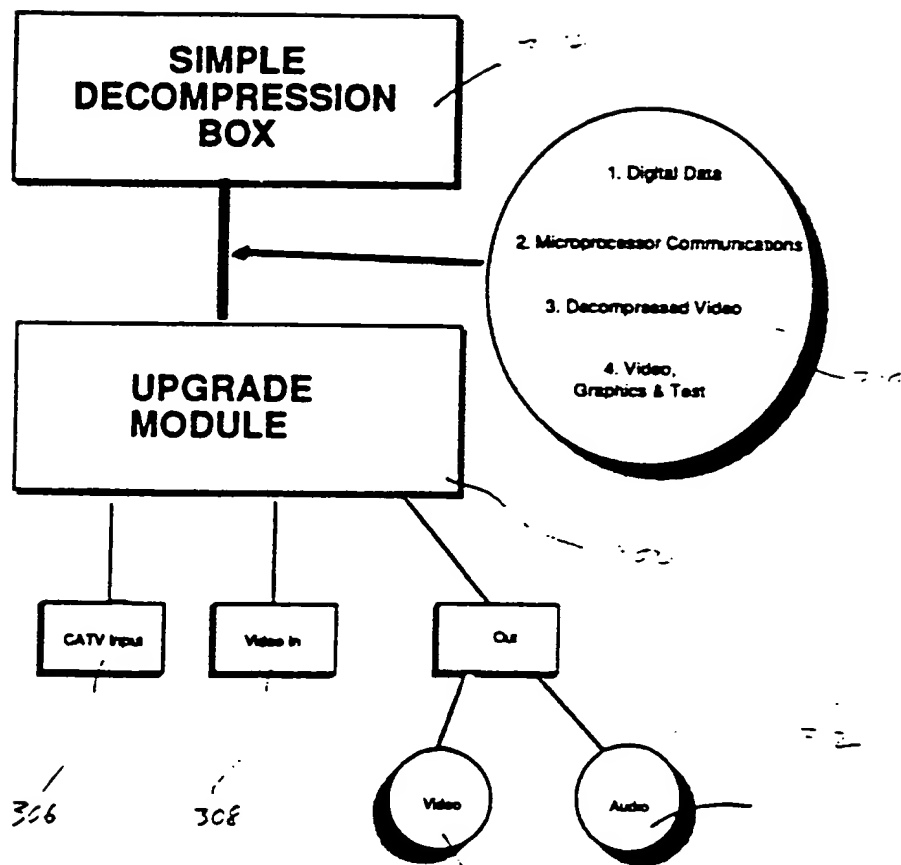 SIMPLE
DECOMPRESSION
BOX
1. Digital Data
2. Microprocessor Communications
3. Decompressed Video
4. Video,
Graphics & Test
UPGRADE
MODULE
CATV Input
Video In
Out
306
308
Video
Audio